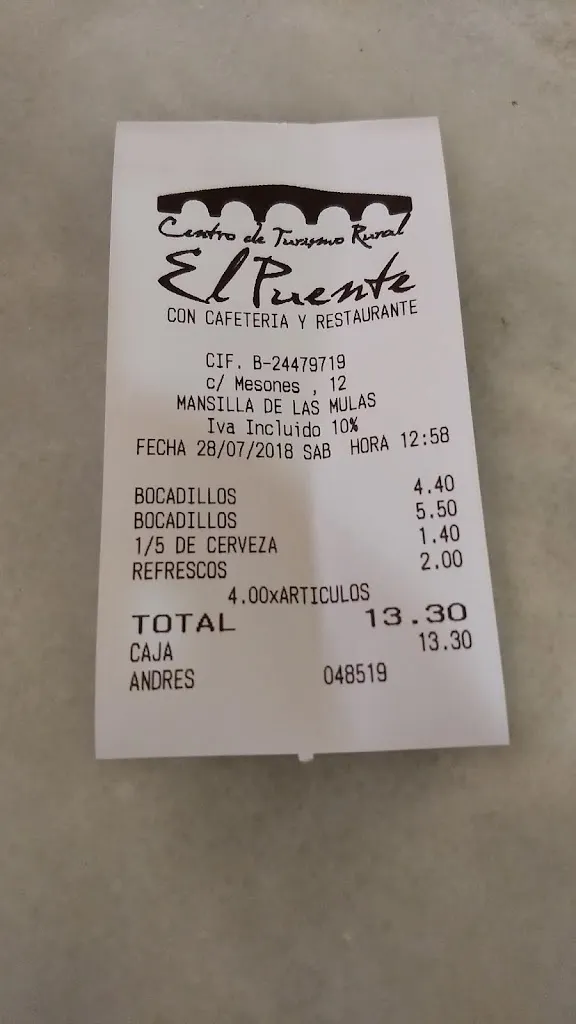 Centro de Turismo Rural
El Puente
CON CAFETERIA Y RESTAURANTE
CIF. B-24479719
c/ Mesones , 12
MANSILLA DE LAS MULAS
Iva Incluido 10%
FECHA 28/07/2018 SAB HORA 12:58
BOCADILLOS 4.40
BOCADILLOS 5.50
1/5 DE CERVEZA 1.40
REFRESCOS 2.00
4.00xARTICULOS
TOTAL 13.30
CAJA 13.30
ANDRES 048519